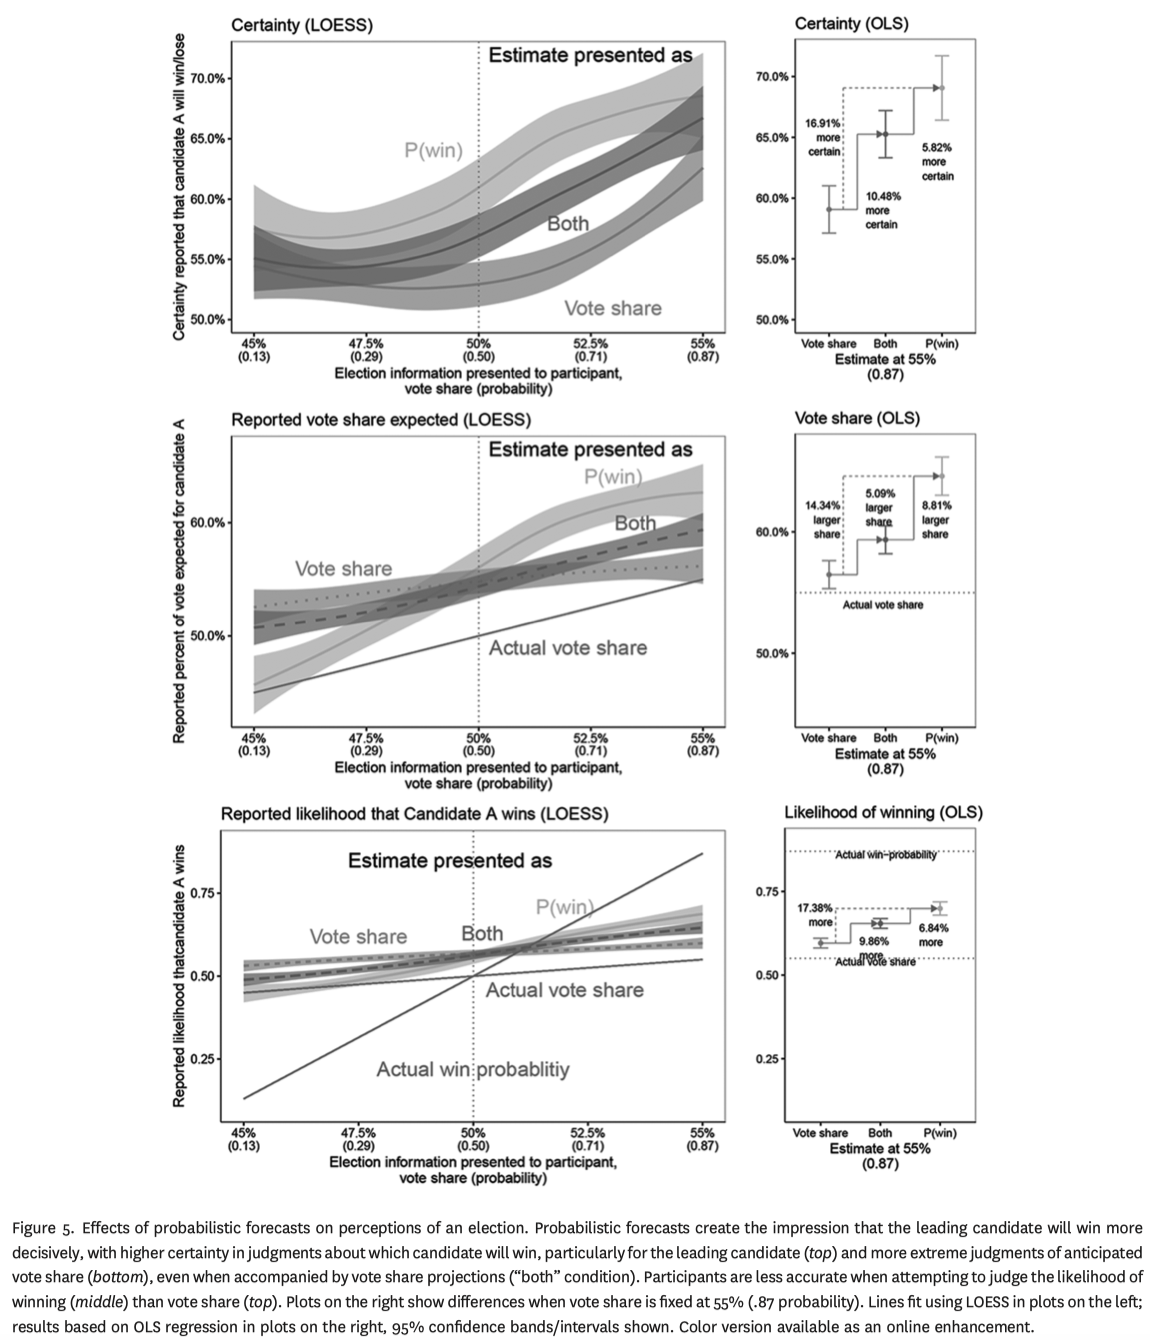 Certainty (LOESS)
Certainty reported that candidate A will win/lose
70.0%
65.0%
60.0%
55.0%
50.0%
Estimate presented as
P(win)
Both
Vote share
45%
(0.13)
47.5%
(0.29)
50%
(0.50)
52.5%
(0.71)
55%
(0.87)
Election information presented to participant,
vote share (probability)
Certainty (OLS)
70.0%
65.0%
60.0%
55.0%
50.0%
16.91%
more
certain
10.48%
more
certain
5.82%
more
certain
Vote share
Both
P(win)
Estimate at 55%
(0.87)
Reported vote share expected (LOESS)
Reported percent of vote expected for candidate A
60.0%
50.0%
Estimate presented as
P(win)
Both
Vote share
Actual vote share
45%
(0.13)
47.5%
(0.29)
50%
(0.50)
52.5%
(0.71)
55%
(0.87)
Election information presented to participant,
vote share (probability)
Vote share (OLS)
60.0%
50.0%
14.34%
larger
share
5.09%
larger
share
8.81%
larger
share
Actual vote share
Vote share
Both
P(win)
Estimate at 55%
(0.87)
Reported likelihood that Candidate A wins (LOESS)
Reported likelihood thatcandidate A wins
0.75
0.50
0.25
Estimate presented as
P(win)
Both
Vote share
Actual vote share
Actual win probablitiy
45%
(0.13)
47.5%
(0.29)
50%
(0.50)
52.5%
(0.71)
55%
(0.87)
Election information presented to participant,
vote share (probability)
Likelihood of winning (OLS)
0.75
0.50
0.25
Actual win−probability
17.38%
more
9.86%
more
6.84%
more
Actual vote share
Vote share
Both
P(win)
Estimate at 55%
(0.87)
Figure 5. Effects of probabilistic forecasts on perceptions of an election. Probabilistic forecasts create the impression that the leading candidate will win more
decisively, with higher certainty in judgments about which candidate will win, particularly for the leading candidate (top) and more extreme judgments of anticipated
vote share (bottom), even when accompanied by vote share projections (“both” condition). Participants are less accurate when attempting to judge the likelihood of
winning (middle) than vote share (top). Plots on the right show differences when vote share is fixed at 55% (.87 probability). Lines fit using LOESS in plots on the left;
results based on OLS regression in plots on the right, 95% confidence bands/intervals shown. Color version available as an online enhancement.